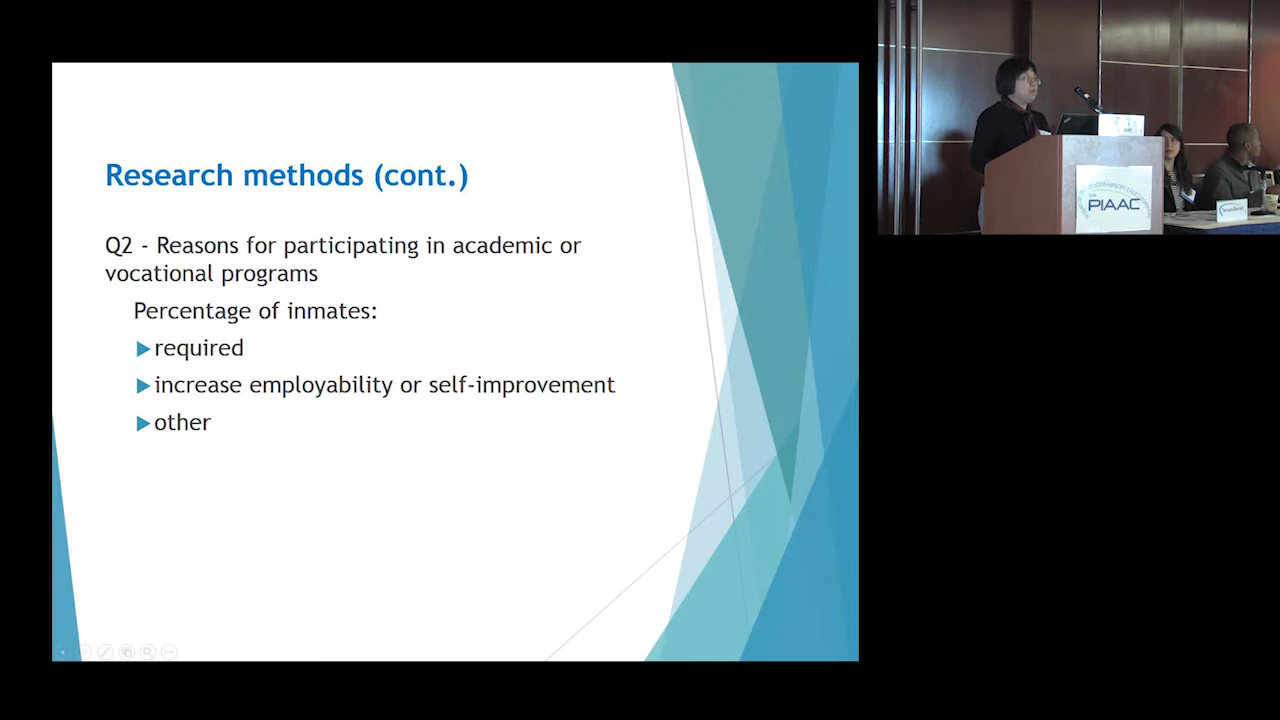 Research methods (cont.)
Q2 - Reasons for participating in academic or
vocational programs
Percentage of inmates:
required
increase employability or self-improvement
other
PIAAC